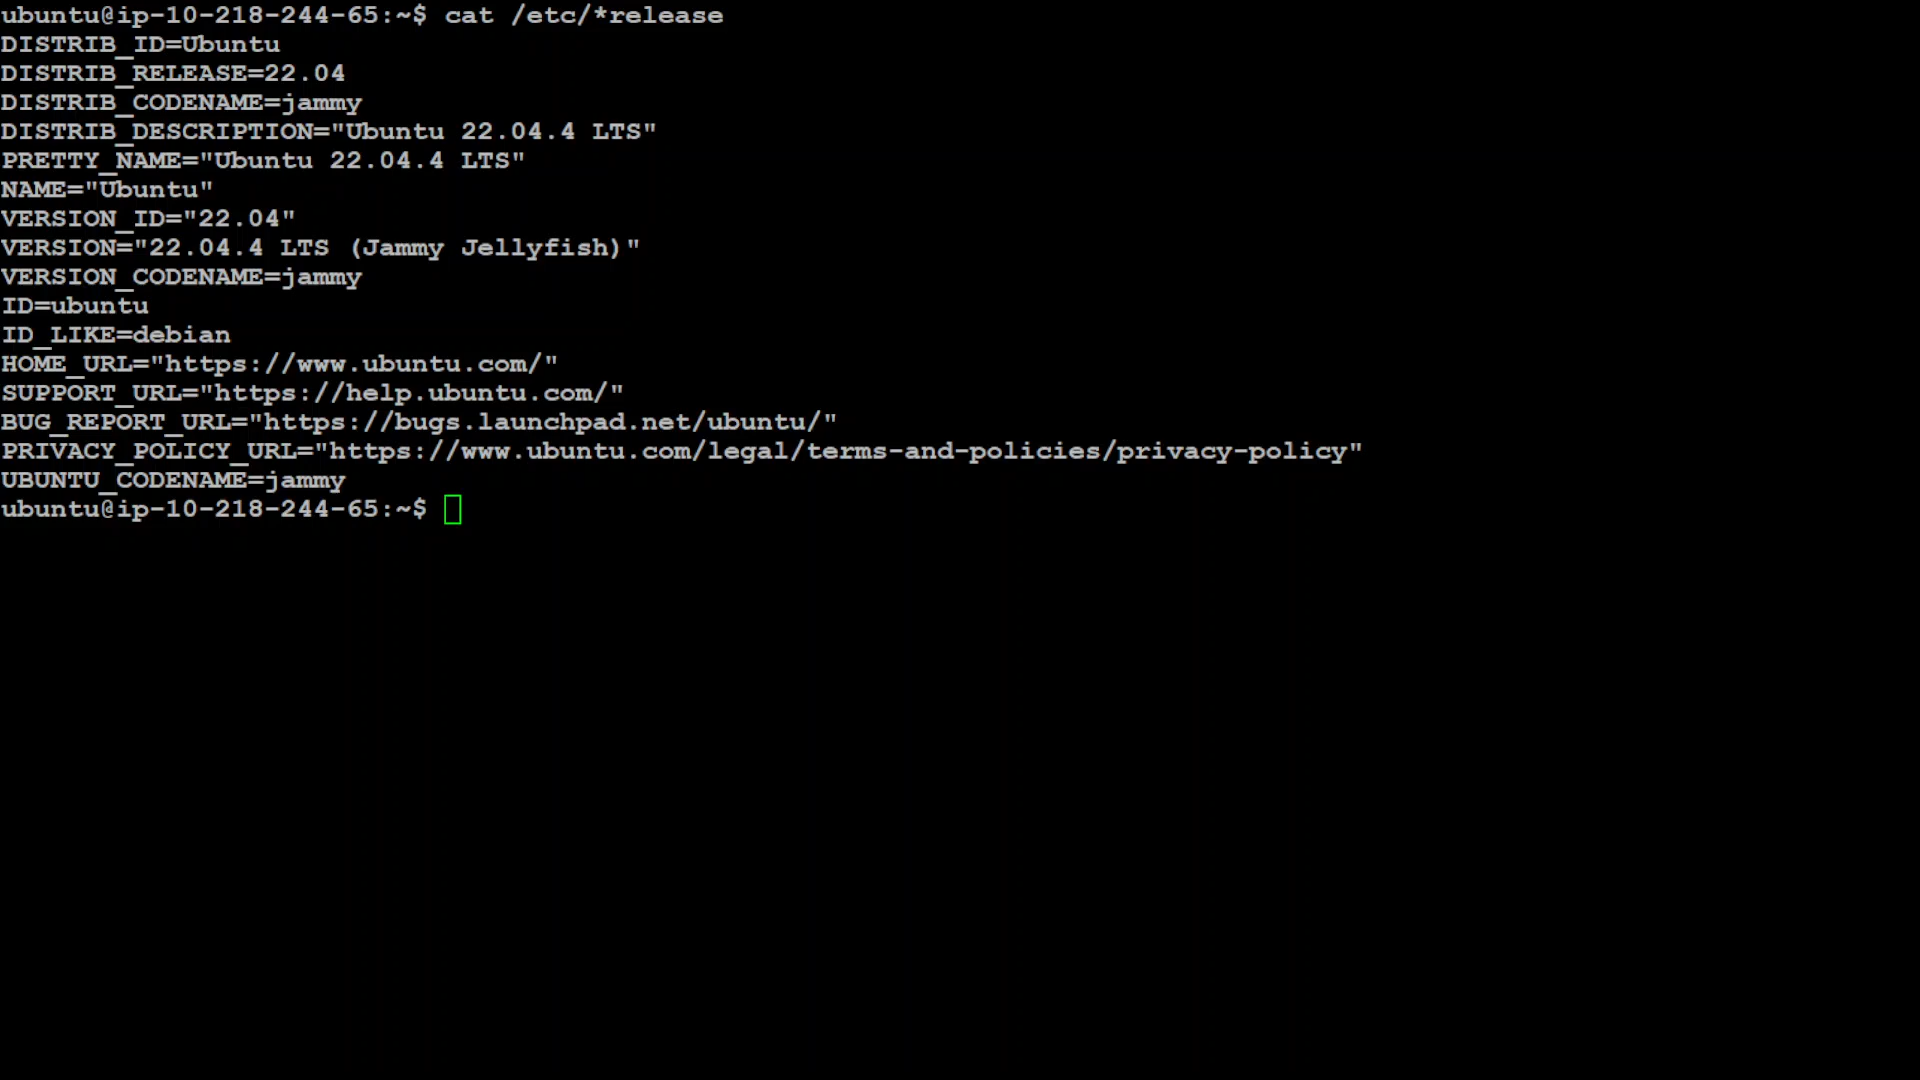 ubuntu@ip-10-218-244-65:~$ cat /etc/*release
DISTRIB_ID=Ubuntu
DISTRIB_RELEASE=22.04
DISTRIB_CODENAME=jammy
DISTRIB_DESCRIPTION="Ubuntu 22.04.4 LTS"
PRETTY_NAME="Ubuntu 22.04.4 LTS"
NAME="Ubuntu"
VERSION_ID="22.04"
VERSION="22.04.4 LTS (Jammy Jellyfish)"
VERSION_CODENAME=jammy
ID=ubuntu
ID_LIKE=debian
HOME_URL="https://www.ubuntu.com/"
SUPPORT_URL="https://help.ubuntu.com/"
BUG_REPORT_URL="https://bugs.launchpad.net/ubuntu/"
PRIVACY_POLICY_URL="https://www.ubuntu.com/legal/terms-and-policies/privacy-policy"
UBUNTU_CODENAME=jammy
ubuntu@ip-10-218-244-65:~$